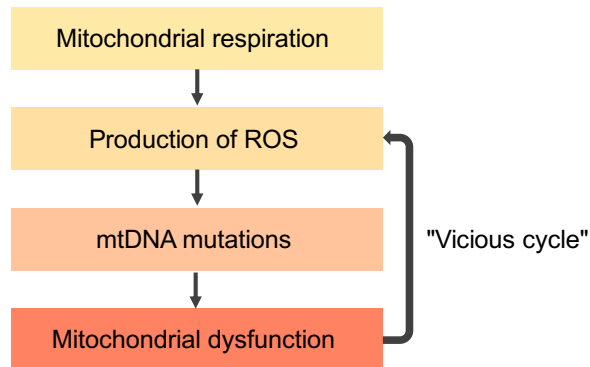 Mitochondrial respiration
Production of ROS
mtDNA mutations
"Vicious cycle"
Mitochondrial dysfunction